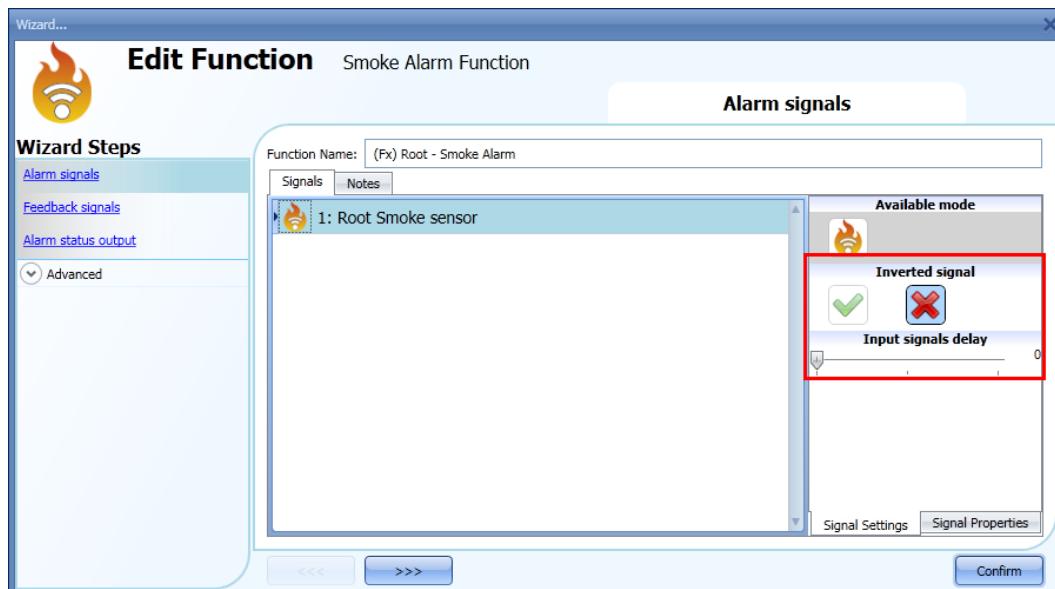 Wizard...
Edit Function Smoke Alarm Function
Alarm signals
Wizard Steps
Alarm signals
Feedback signals
Alarm status output
Advanced
Function Name: (Fx) Root - Smoke Alarm
Signals Notes
1: Root Smoke sensor
Available mode
Inverted signal
Input signals delay
0
Signal Settings Signal Properties
<<< >>> Confirm